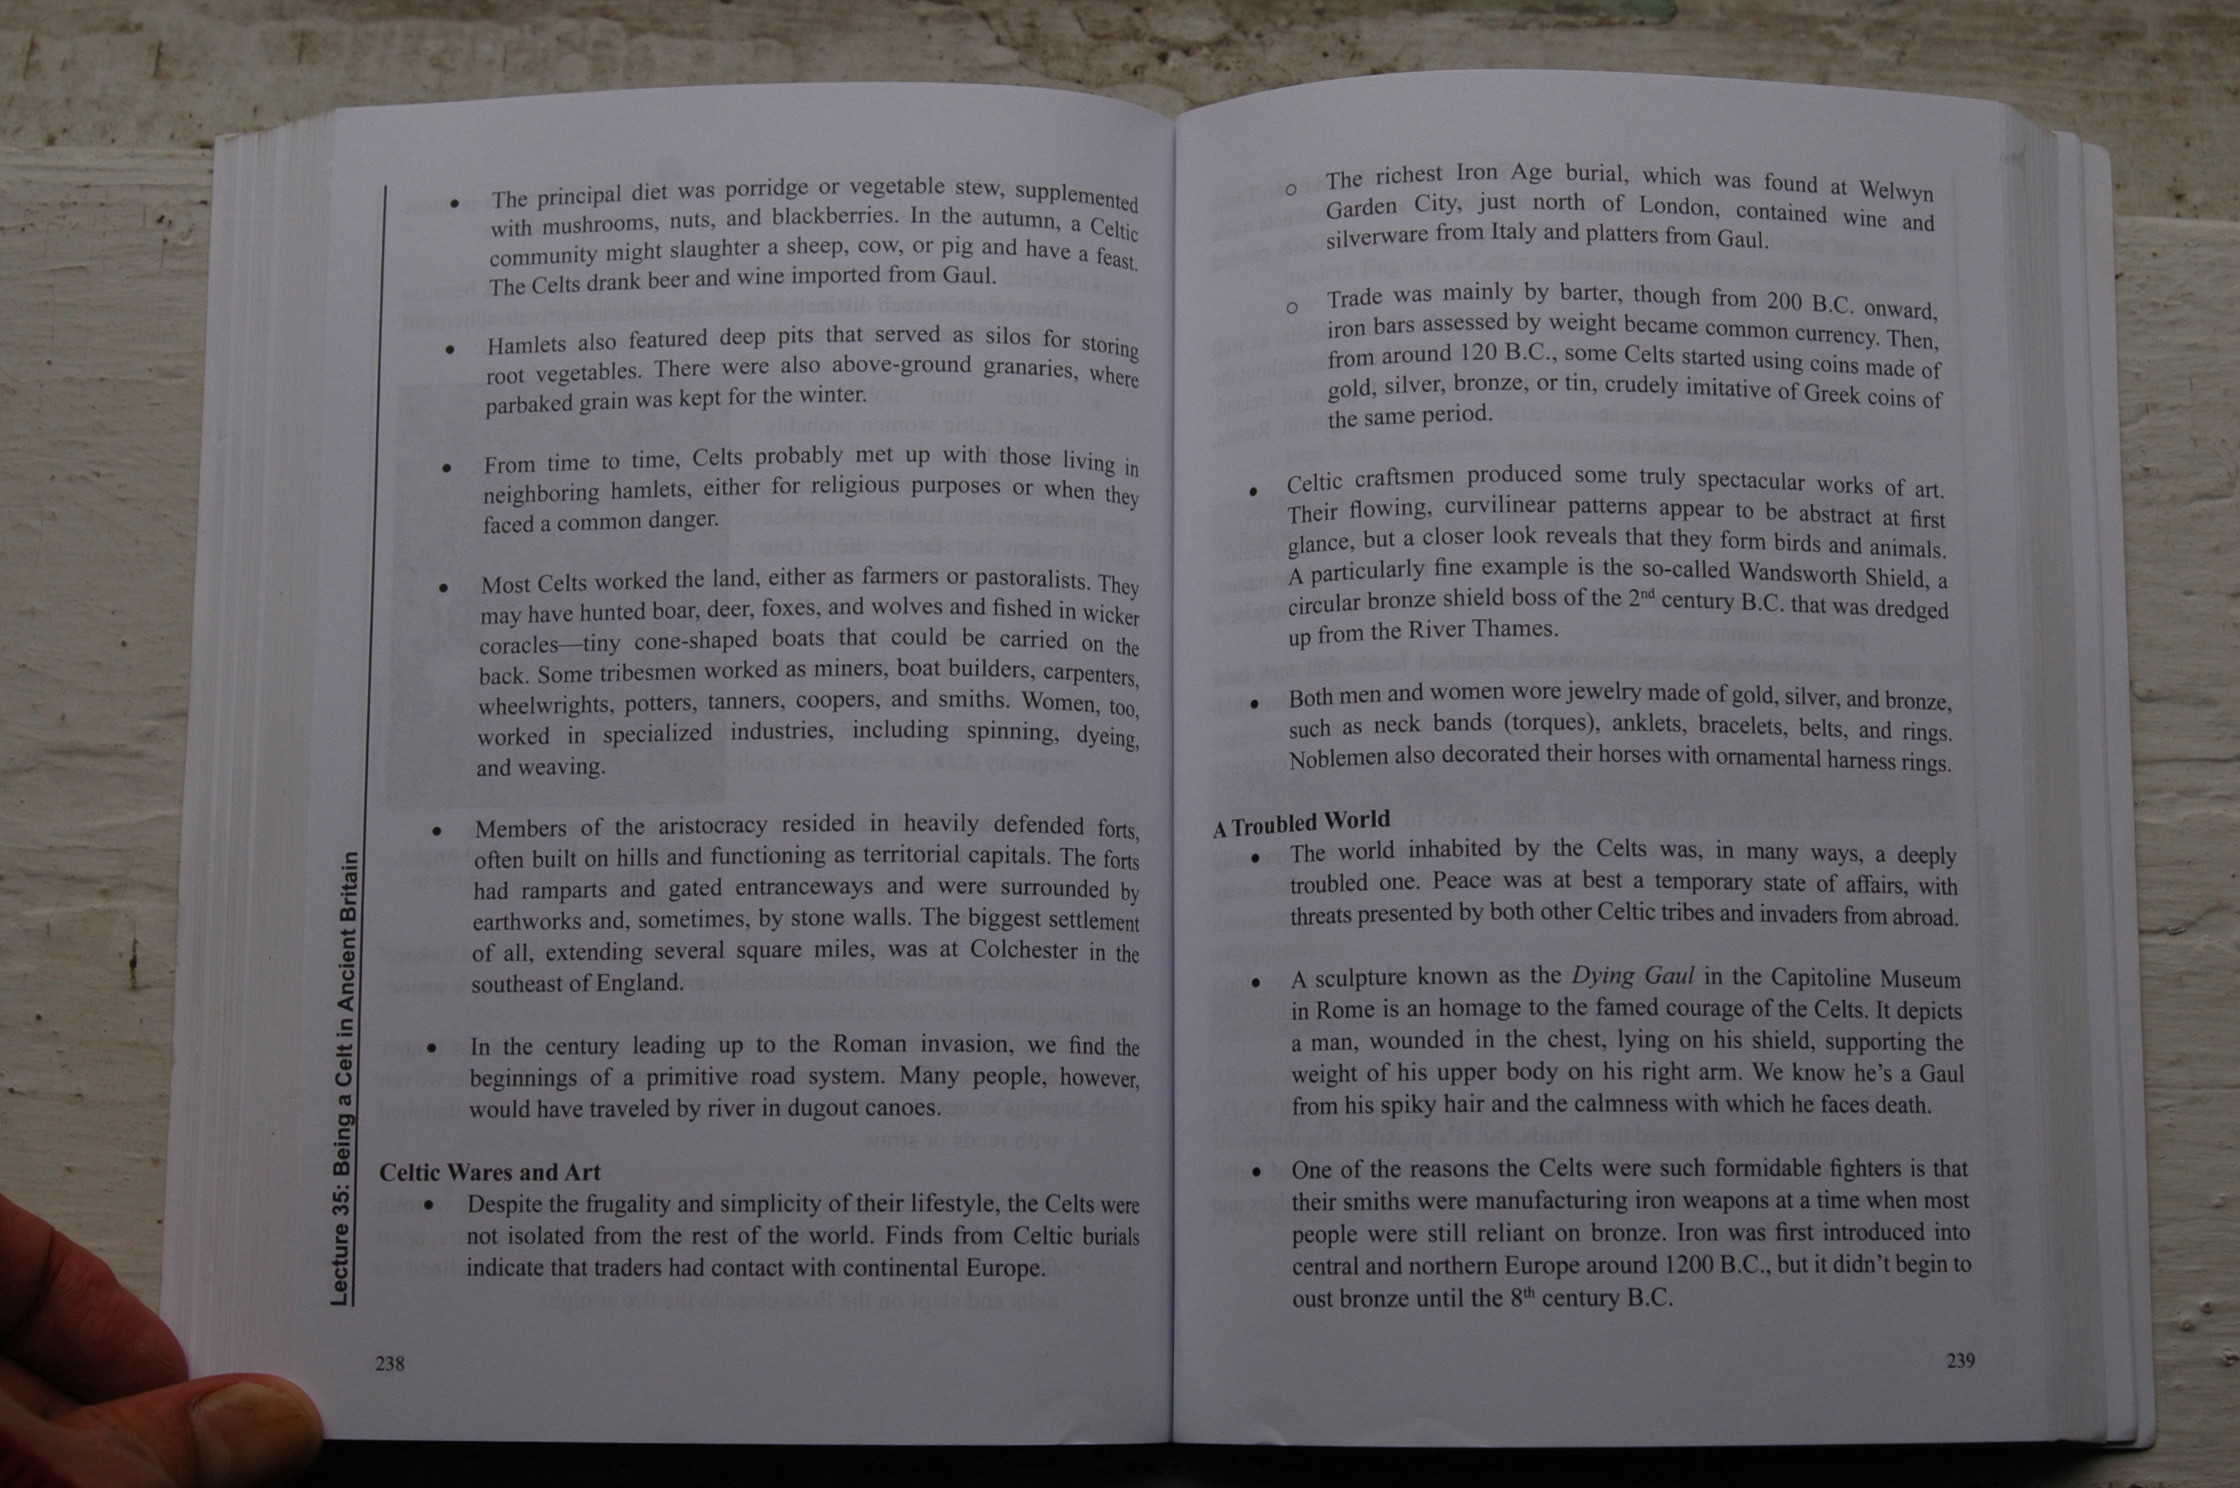 Lecture 35: Being a Celt in Ancient Britain
• The principal diet was porridge or vegetable stew, supplemented
with mushrooms, nuts, and blackberries. In the autumn, a Celtic
community might slaughter a sheep, cow, or pig and have a feast.
The Celts drank beer and wine imported from Gaul.
• Hamlets also featured deep pits that served as silos for storing
root vegetables. There were also above-ground granaries, where
parbaked grain was kept for the winter.
• From time to time, Celts probably met up with those living in
neighboring hamlets, either for religious purposes or when they
faced a common danger.
• Most Celts worked the land, either as farmers or pastoralists. They
may have hunted boar, deer, foxes, and wolves and fished in wicker
coracles—tiny cone-shaped boats that could be carried on the
back. Some tribesmen worked as miners, boat builders, carpenters,
wheelwrights, potters, tanners, coopers, and smiths. Women, too,
worked in specialized industries, including spinning, dyeing,
and weaving.
• Members of the aristocracy resided in heavily defended forts,
often built on hills and functioning as territorial capitals. The forts
had ramparts and gated entranceways and were surrounded by
earthworks and, sometimes, by stone walls. The biggest settlement
of all, extending several square miles, was at Colchester in the
southeast of England.
• In the century leading up to the Roman invasion, we find the
beginnings of a primitive road system. Many people, however,
would have traveled by river in dugout canoes.
Celtic Wares and Art
• Despite the frugality and simplicity of their lifestyle, the Celts were
not isolated from the rest of the world. Finds from Celtic burials
indicate that traders had contact with continental Europe.
238
o The richest Iron Age burial, which was found at Welwyn
Garden City, just north of London, contained wine and
silverware from Italy and platters from Gaul.
o Trade was mainly by barter, though from 200 B.C. onward,
iron bars assessed by weight became common currency. Then,
from around 120 B.C., some Celts started using coins made of
gold, silver, bronze, or tin, crudely imitative of Greek coins of
the same period.
• Celtic craftsmen produced some truly spectacular works of art.
Their flowing, curvilinear patterns appear to be abstract at first
glance, but a closer look reveals that they form birds and animals.
A particularly fine example is the so-called Wandsworth Shield, a
circular bronze shield boss of the 2nd century B.C. that was dredged
up from the River Thames.
• Both men and women wore jewelry made of gold, silver, and bronze,
such as neck bands (torques), anklets, bracelets, belts, and rings.
Noblemen also decorated their horses with ornamental harness rings.
A Troubled World
• The world inhabited by the Celts was, in many ways, a deeply
troubled one. Peace was at best a temporary state of affairs, with
threats presented by both other Celtic tribes and invaders from abroad.
• A sculpture known as the Dying Gaul in the Capitoline Museum
in Rome is an homage to the famed courage of the Celts. It depicts
a man, wounded in the chest, lying on his shield, supporting the
weight of his upper body on his right arm. We know he's a Gaul
from his spiky hair and the calmness with which he faces death.
• One of the reasons the Celts were such formidable fighters is that
their smiths were manufacturing iron weapons at a time when most
people were still reliant on bronze. Iron was first introduced into
central and northern Europe around 1200 B.C., but it didn't begin to
oust bronze until the 8th century B.C.
239